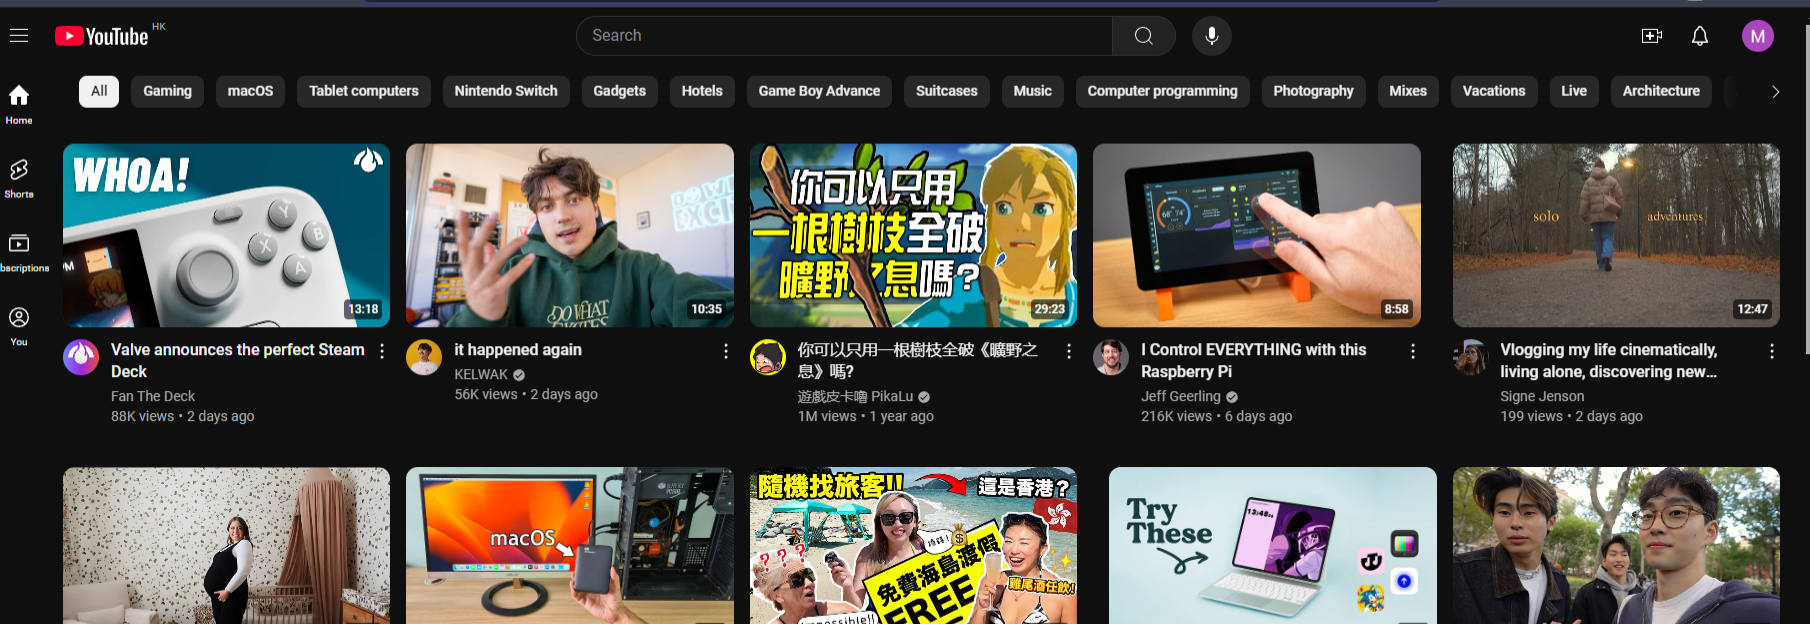 YouTube HK
Search
M
All
Gaming
macOS
Tablet computers
Nintendo Switch
Gadgets
Hotels
Game Boy Advance
Suitcases
Music
Computer programming
Photography
Mixes
Vacations
Live
Architecture
Home
Shorts
bscriptions
You
WHOA!
Y
B
X
A
13:18
DO WHAT
10:35
你可以只用
一根樹枝全破
曠野之息嗎?
29:23
8:58
solo adventures
12:47
Valve announces the perfect Steam
Deck
Fan The Deck
88K views • 2 days ago
it happened again
KELWAK
56K views • 2 days ago
你可以只用一根樹枝全破《曠野之
息》嗎?
遊戲皮卡嚕 PikaLu
1M views • 1 year ago
I Control EVERYTHING with this
Raspberry Pi
Jeff Geerling
216K views • 6 days ago
Vlogging my life cinematically,
living alone, discovering new...
Signe Jenson
199 views • 2 days ago
macOS
隨機找旅客!!
這是香港?
???
免費海島渡假
FREE
雞尾酒任飲!
Impossible!!
Try
These